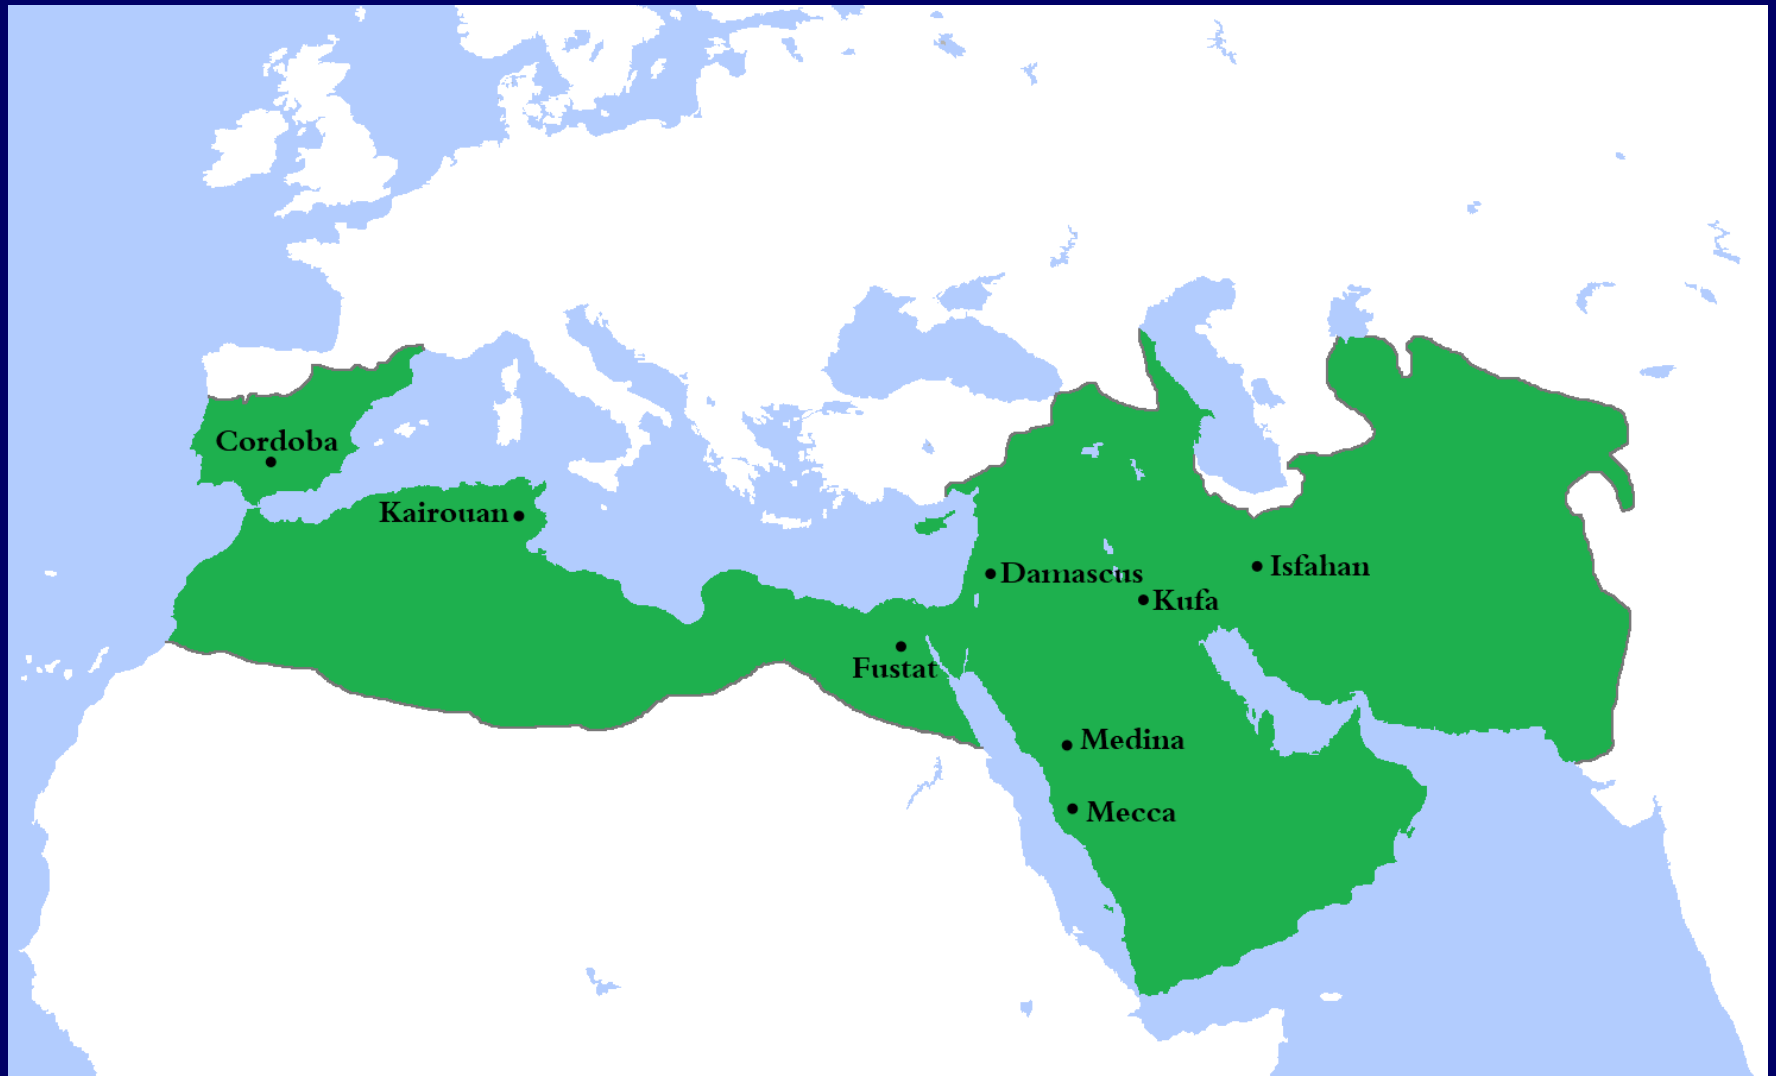 Cordoba
Kairouan
Damascus
Isfahan
Kufa
Fustat
Medina
Mecca